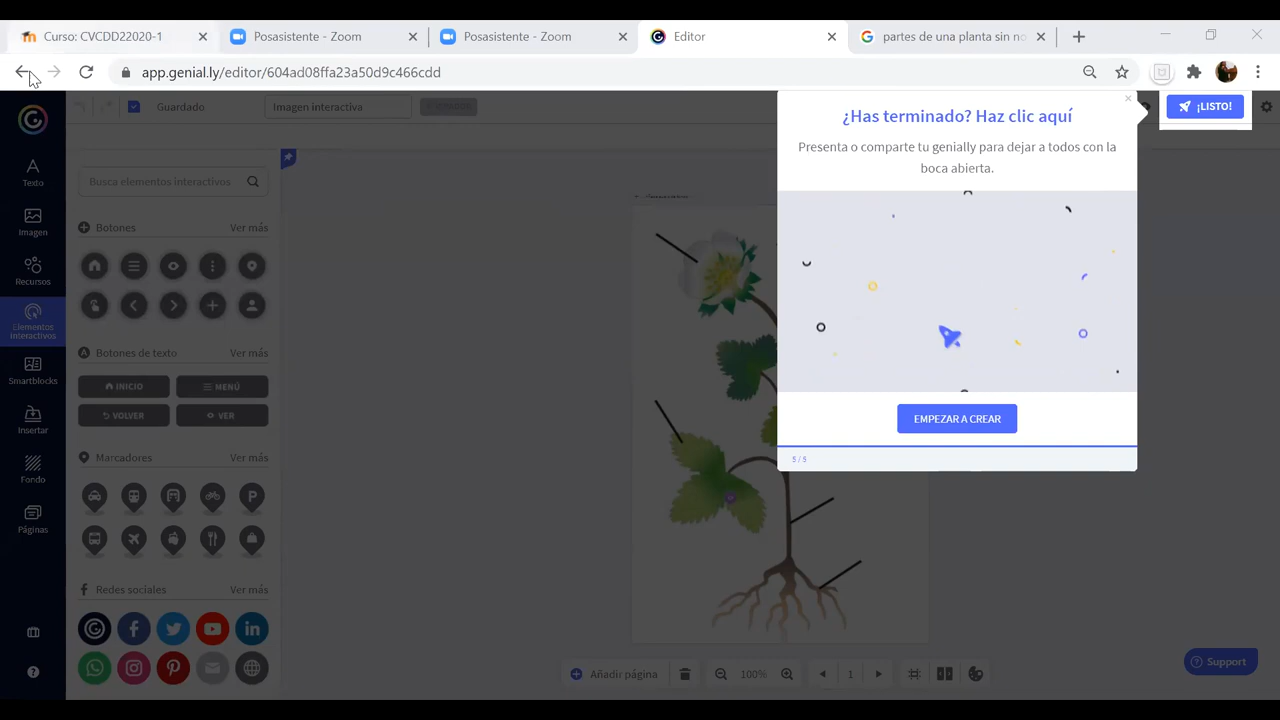 Curso: CVCDD22020-1
Posasistente - Zoom
Posasistente - Zoom
Editor
partes de una planta sin no
app.genial.ly/editor/604ad08ffa23a50d9c466cdd
Guardado
Imagen interactiva
¡LISTO!
¿Has terminado? Haz clic aquí
Presenta o comparte tu genially para dejar a todos con la
boca abierta.
EMPEZAR A CREAR
5 / 5
Texto
Imagen
Recursos
Elementos
interactivos
Smartblocks
Insertar
Fondo
Páginas
Busca elementos interactivos
Botones
Ver más
Botones de texto
Ver más
INICIO
MENÚ
VOLVER
VER
Marcadores
Ver más
P
Redes sociales
Ver más
Añadir página
100%
1
Support